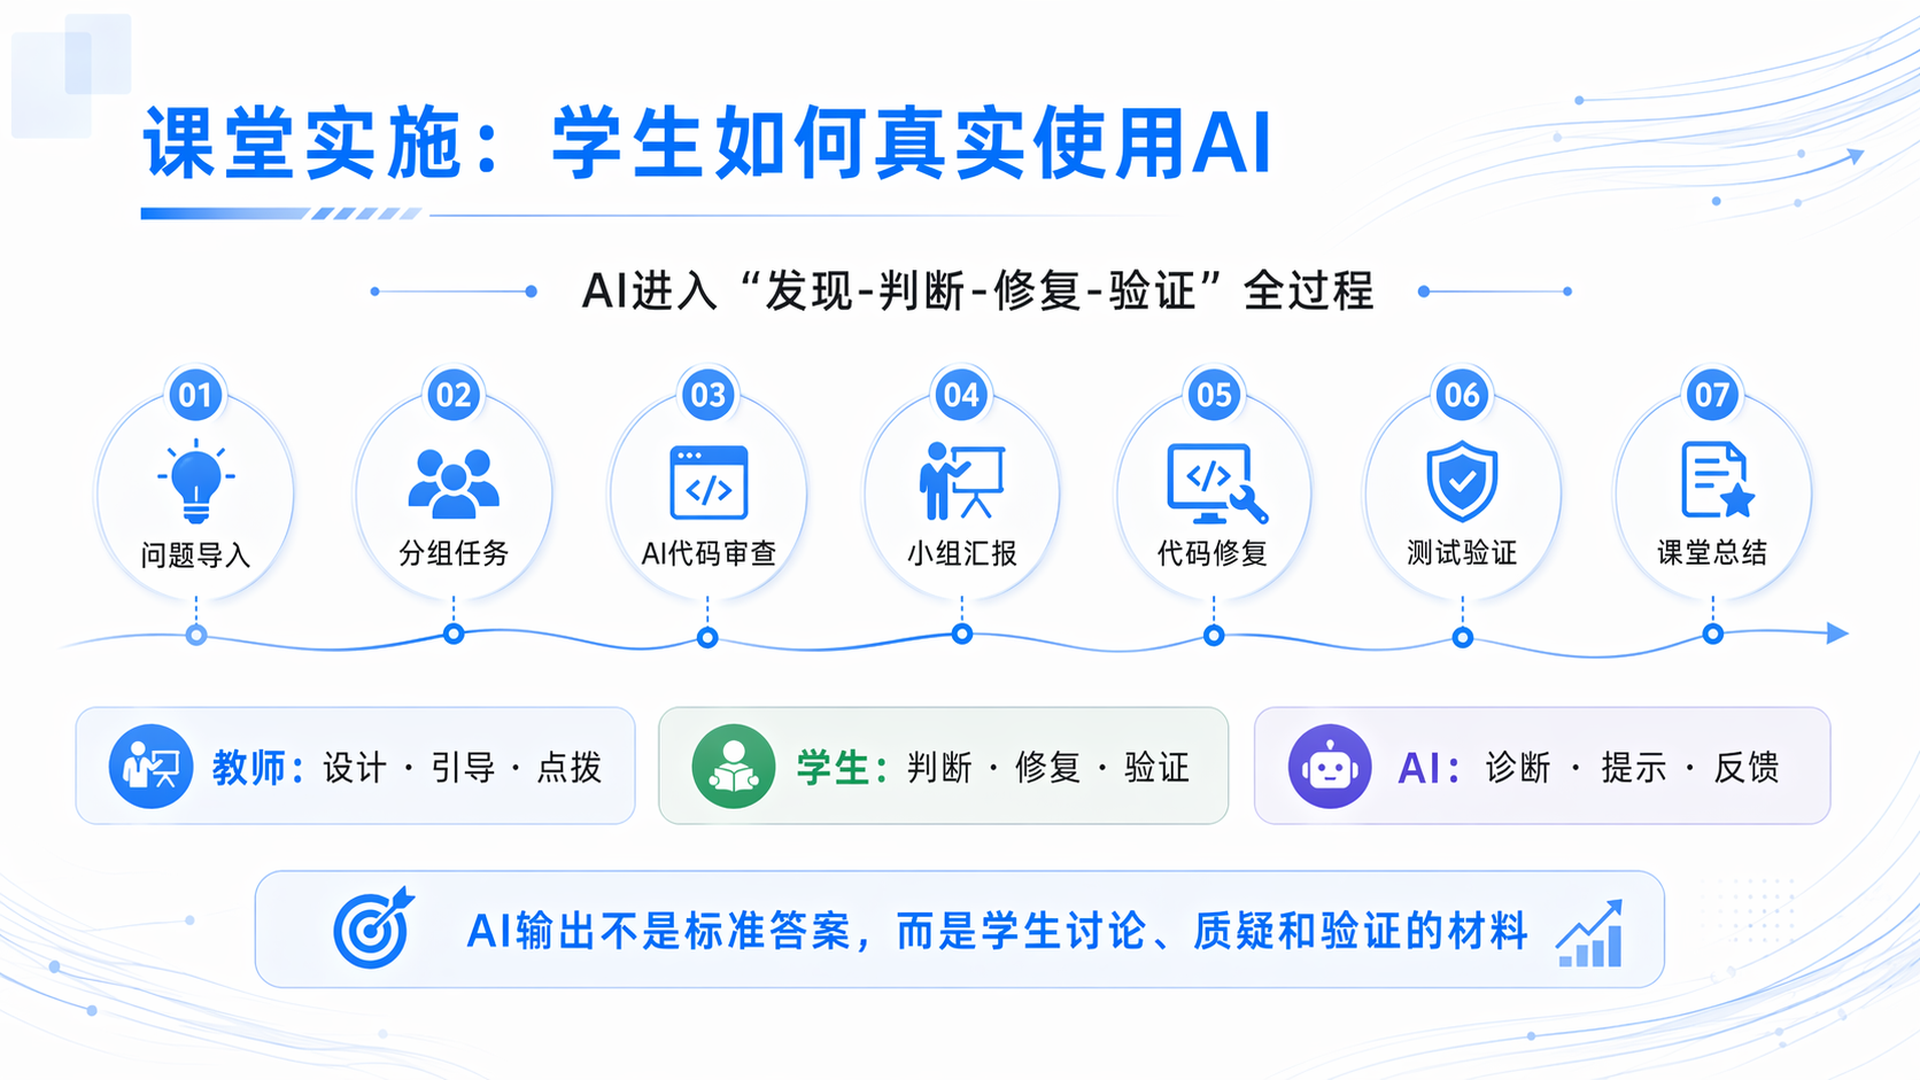 课堂实施：学生如何真实使用AI
AI进入“发现-判断-修复-验证”全过程
01
问题导入
02
分组任务
03
</>
AI代码审查
04
小组汇报
05
</>
代码修复
06
测试验证
07
课堂总结
教师：设计 · 引导 · 点拨
学生：判断 · 修复 · 验证
AI：诊断 · 提示 · 反馈
AI输出不是标准答案，而是学生讨论、质疑和验证的材料